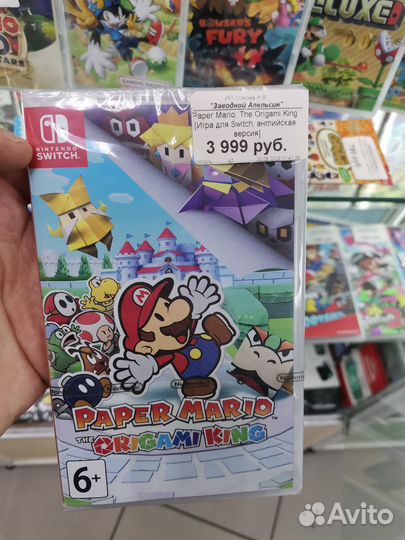 BOWSER'S
FURY
DELUXE
STARS
"Заводной Апельсин"
Paper Mario. The Origami King
[Игра для Switch, английская
версия]
3 999 руб.
NINTENDO
SWITCH
PAPER MARIO
THE ORIGAMI KING
6+
Avito